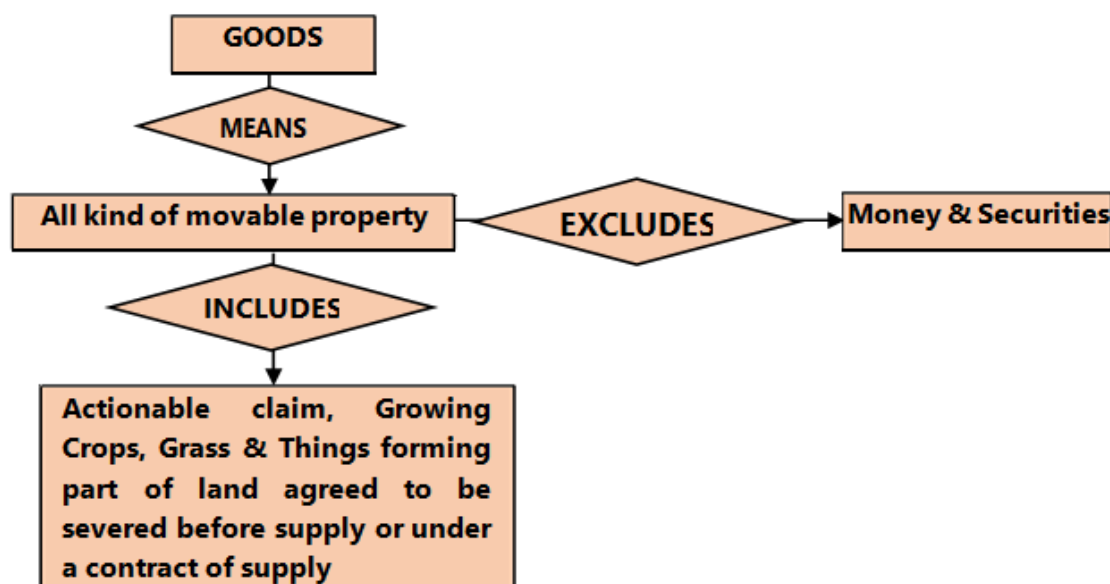 GOODS
MEANS
All kind of movable property
EXCLUDES
Money & Securities
INCLUDES
Actionable claim, Growing
Crops, Grass & Things forming
part of land agreed to be
severed before supply or under
a contract of supply